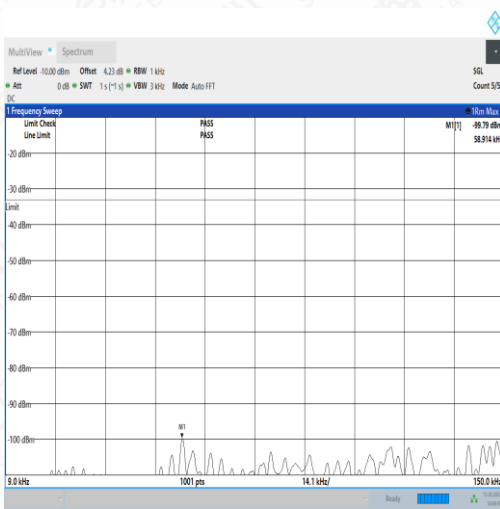 MultiView Spectrum
Ref Level -10.00 dBm Offset 4.23 dB RBW 1 kHz SGL
Att 0 dB SWT 1 s (~1 s) VBW 3 kHz Mode Auto FFT Count 5/5
DC
1 Frequency Sweep 1Rm Max
Limit Check PASS M1[1] -99.79 dBm
Line Limit PASS 58.914 kH
-20 dBm
-30 dBm
Limit
-40 dBm
-50 dBm
-60 dBm
-70 dBm
-80 dBm
-90 dBm
M1
-100 dBm
9.0 kHz 1001 pts 14.1 kHz/ 150.0 kHz
Ready